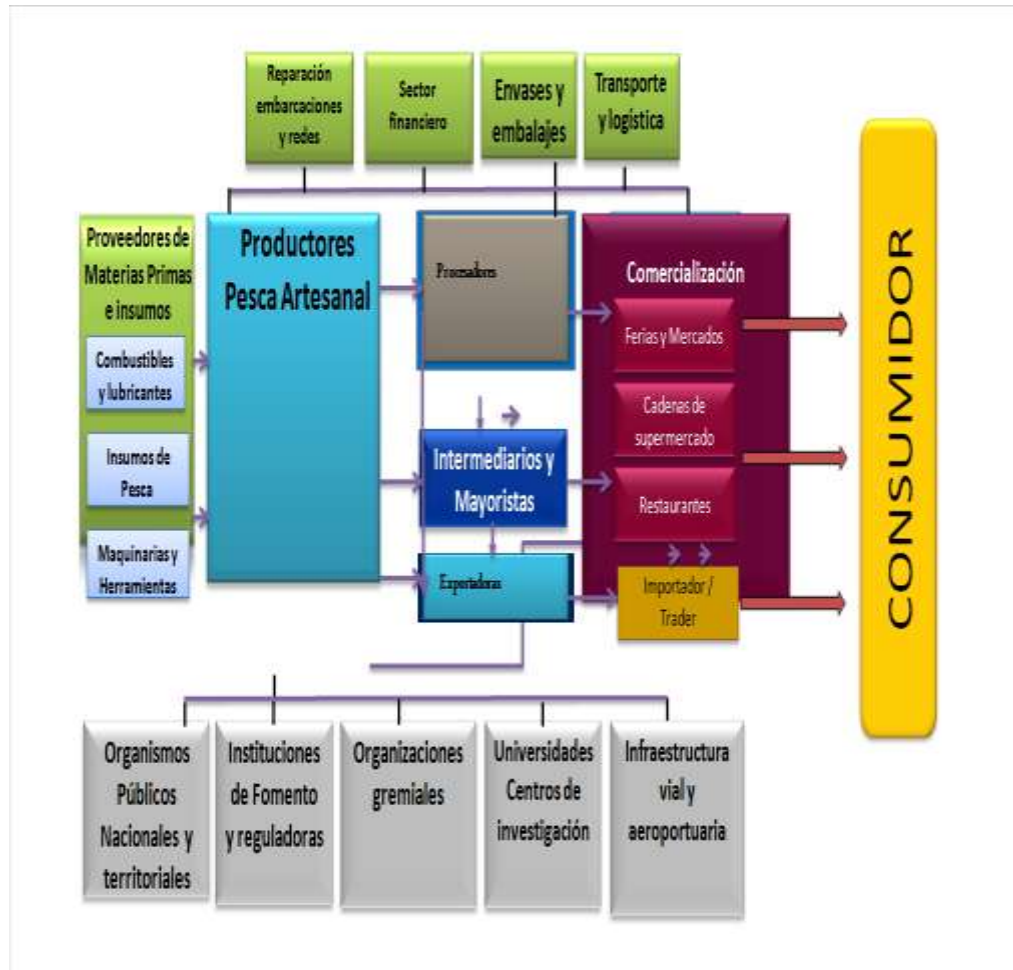 Reparación
embarcaciones
y redes
Sector
financiero
Envases y
embalajes
Transporte
y logística
Proveedores de
Materias Primas
e insumos
Combustibles
y lubricantes
Insumos de
Pesca
Maquinarias y
Herramientas
Productores
Pesca Artesanal
Procesadores
Intermediarios y
Mayoristas
Exportadoras
Comercialización
Ferias y Mercados
Cadenas de
supermercado
Restaurantes
Importador /
Trader
CONSUMIDOR
Organismos
Públicos
Nacionales y
territoriales
Instituciones
de Fomento
y reguladoras
Organizaciones
gremiales
Universidades
Centros de
investigación
Infraestructura
vial y
aeroportuaria